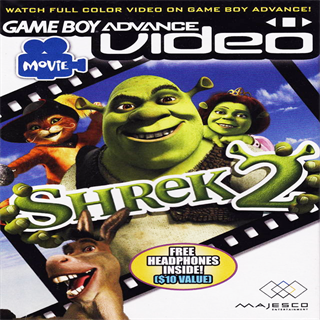 WATCH FULL COLOR VIDEO ON GAME BOY ADVANCE!
GAME BOY ADVANCE
video
MOVIE
SHREK 2
FREE
HEADPHONES
INSIDE!
($10 VALUE)
MAJESCO
ENTERTAINMENT